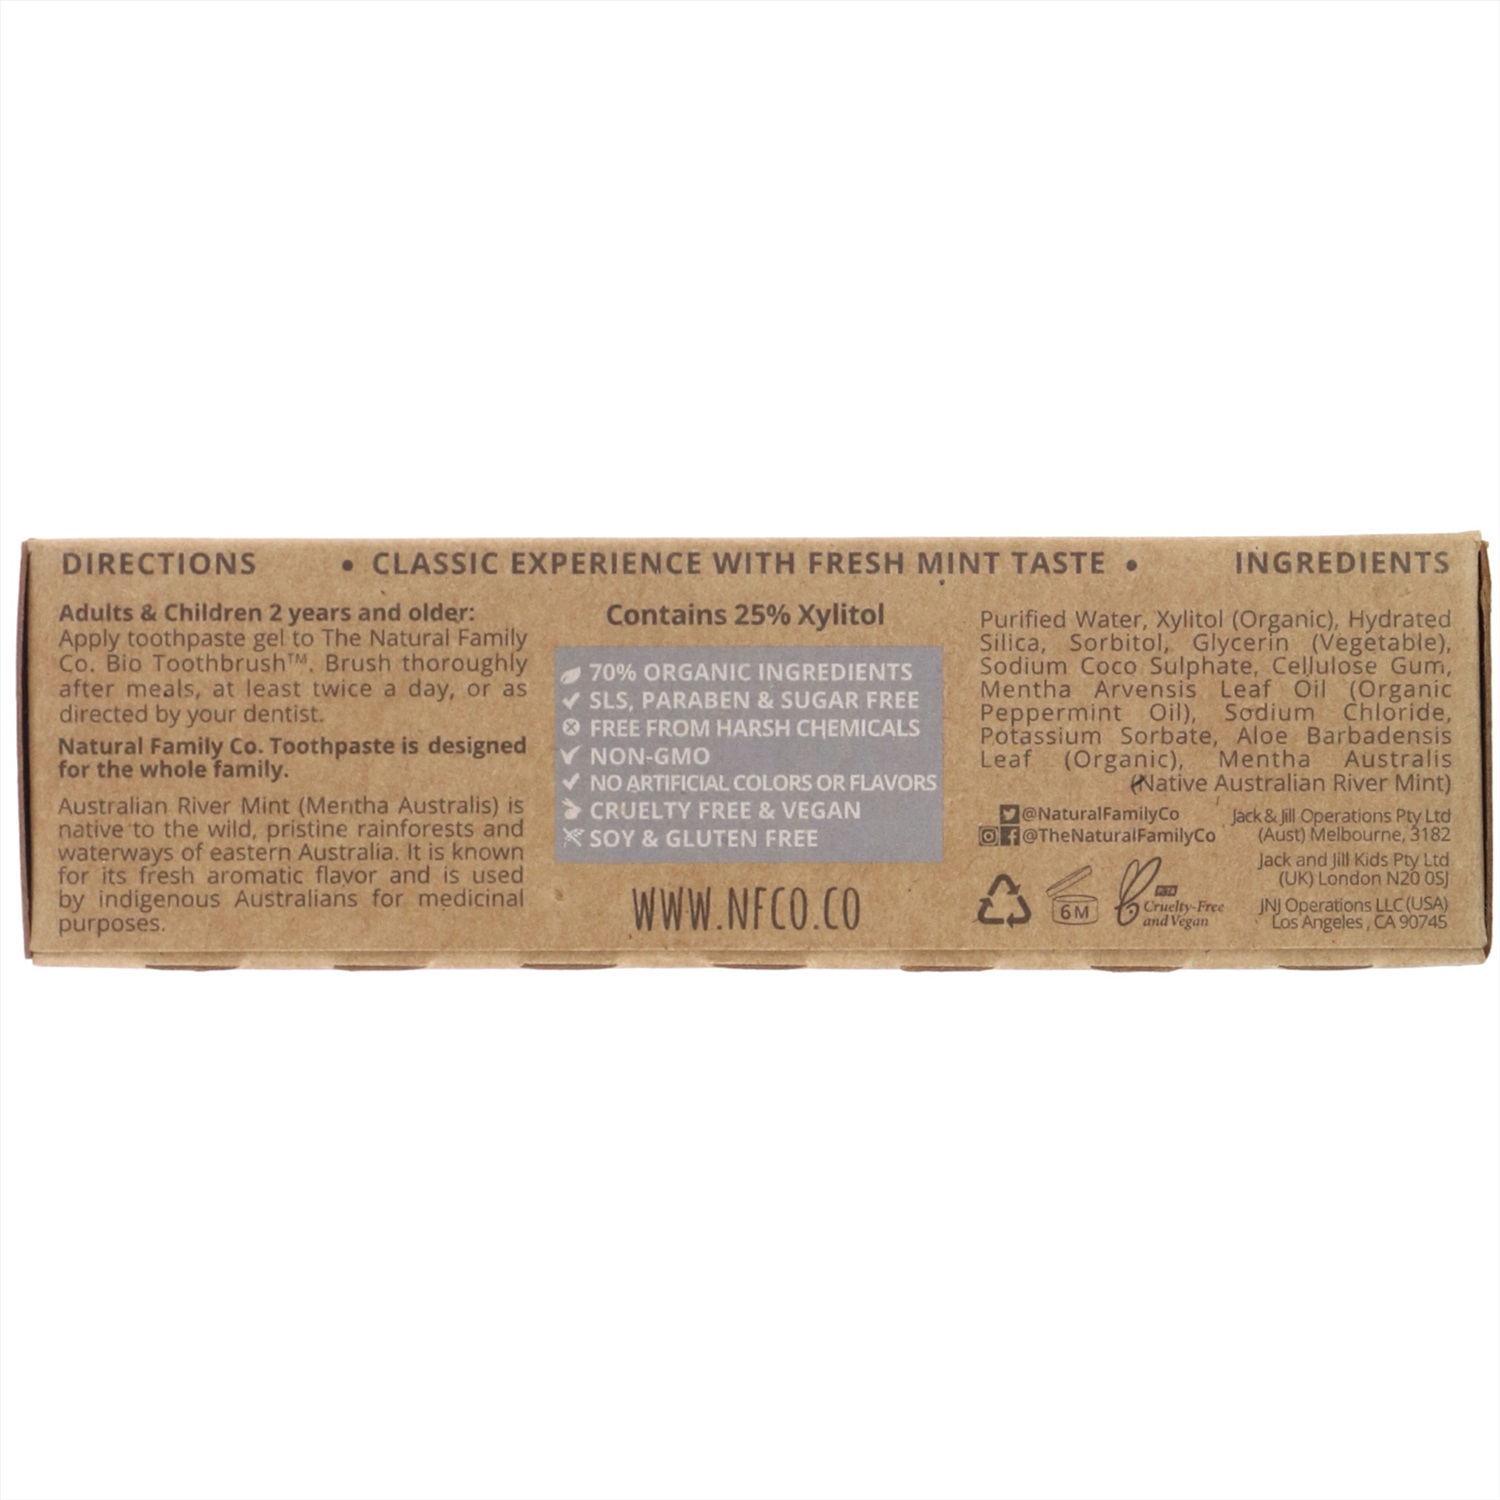 DIRECTIONS
• CLASSIC EXPERIENCE WITH FRESH MINT TASTE •
INGREDIENTS
Adults & Children 2 years and older:
Apply toothpaste gel to The Natural Family
Co. Bio Toothbrush™. Brush thoroughly
after meals, at least twice a day, or as
directed by your dentist.
Natural Family Co. Toothpaste is designed
for the whole family.
Australian River Mint (Mentha Australis) is
native to the wild, pristine rainforests and
waterways of eastern Australia. It is known
for its fresh aromatic flavor and is used
by indigenous Australians for medicinal
purposes.
Contains 25% Xylitol
70% ORGANIC INGREDIENTS
SLS, PARABEN & SUGAR FREE
FREE FROM HARSH CHEMICALS
NON-GMO
NO ARTIFICIAL COLORS OR FLAVORS
CRUELTY FREE & VEGAN
SOY & GLUTEN FREE
WWW.NFCO.CO
Purified Water, Xylitol (Organic), Hydrated
Silica, Sorbitol, Glycerin (Vegetable),
Sodium Coco Sulphate, Cellulose Gum,
Mentha Arvensis Leaf Oil (Organic
Peppermint Oil), Sodium Chloride,
Potassium Sorbate, Aloe Barbadensis
Leaf (Organic), Mentha Australis
(Native Australian River Mint)
@NaturalFamilyCo
@TheNaturalFamilyCo
6M
PETA
Cruelty-Free
and Vegan
Jack & Jill Operations Pty Ltd
(Aust) Melbourne, 3182
Jack and Jill Kids Pty Ltd
(UK) London N20 0SJ
JNJ Operations LLC (USA)
Los Angeles, CA 90745